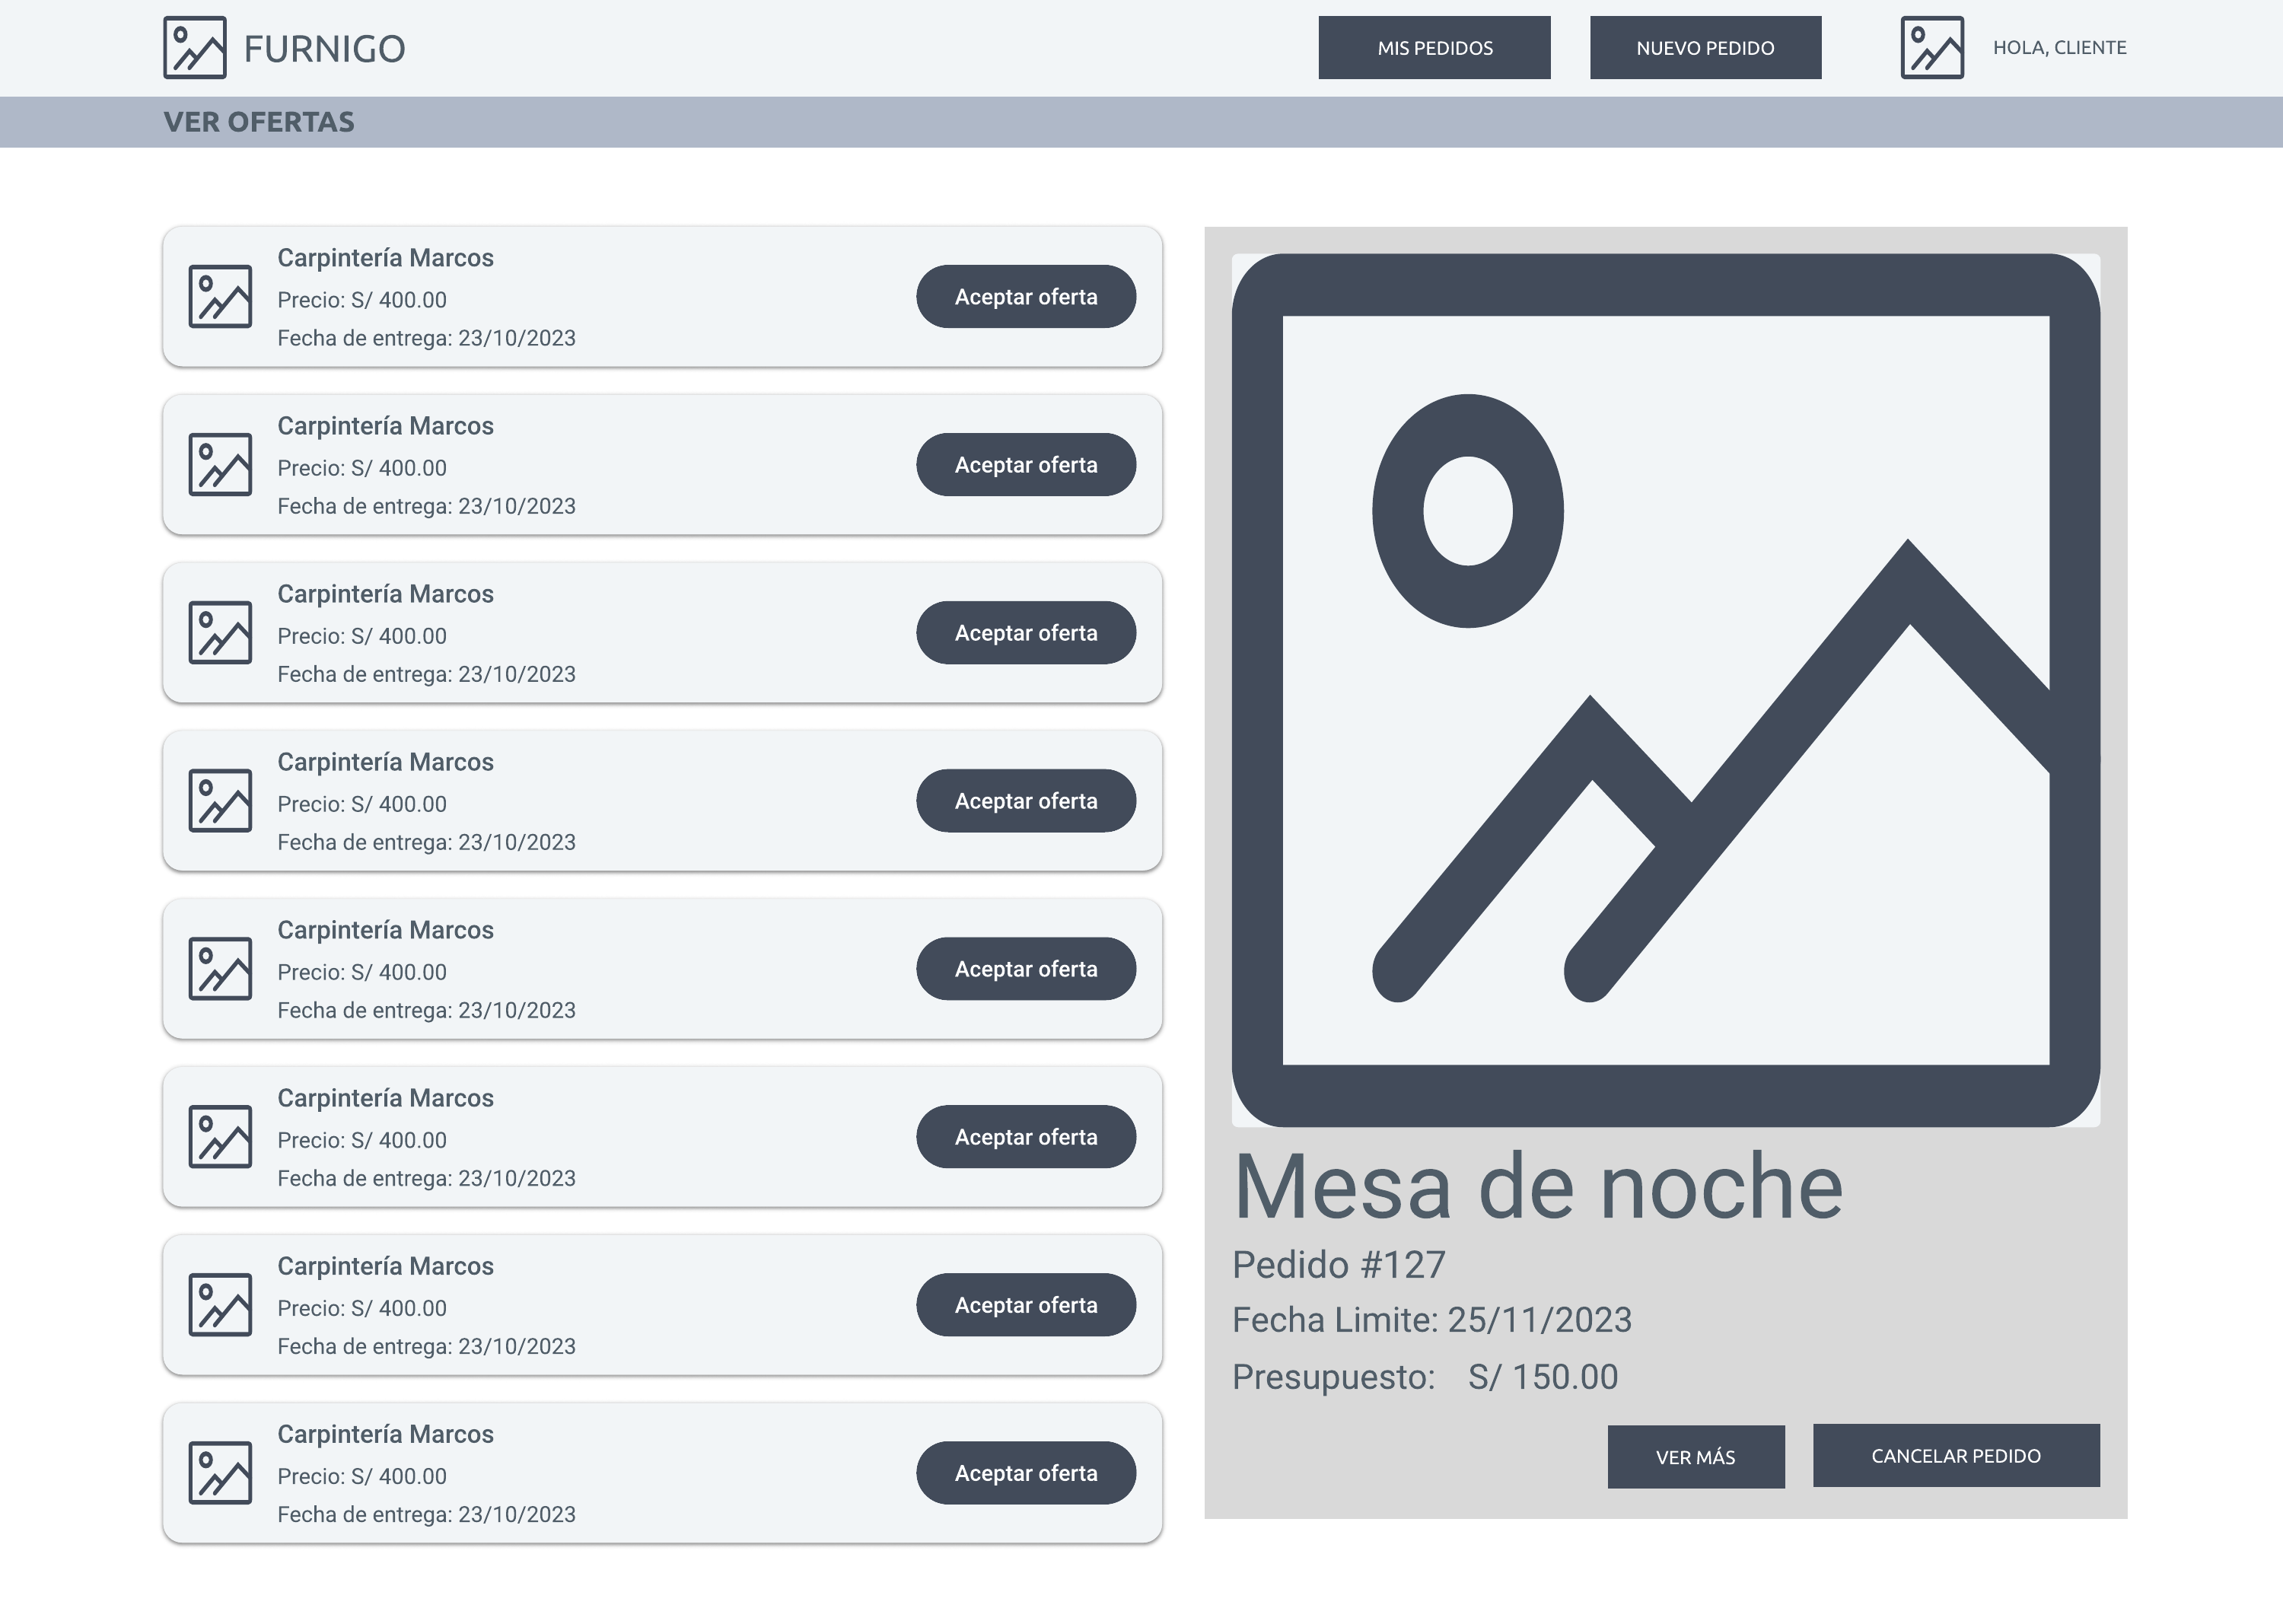 FURNIGO
MIS PEDIDOS
NUEVO PEDIDO
HOLA, CLIENTE
VER OFERTAS
Carpintería Marcos
Precio: S/ 400.00
Fecha de entrega: 23/10/2023
Aceptar oferta
Carpintería Marcos
Precio: S/ 400.00
Fecha de entrega: 23/10/2023
Aceptar oferta
Carpintería Marcos
Precio: S/ 400.00
Fecha de entrega: 23/10/2023
Aceptar oferta
Carpintería Marcos
Precio: S/ 400.00
Fecha de entrega: 23/10/2023
Aceptar oferta
Carpintería Marcos
Precio: S/ 400.00
Fecha de entrega: 23/10/2023
Aceptar oferta
Carpintería Marcos
Precio: S/ 400.00
Fecha de entrega: 23/10/2023
Aceptar oferta
Carpintería Marcos
Precio: S/ 400.00
Fecha de entrega: 23/10/2023
Aceptar oferta
Carpintería Marcos
Precio: S/ 400.00
Fecha de entrega: 23/10/2023
Aceptar oferta
Mesa de noche
Pedido #127
Fecha Limite: 25/11/2023
Presupuesto: S/ 150.00
VER MÁS
CANCELAR PEDIDO